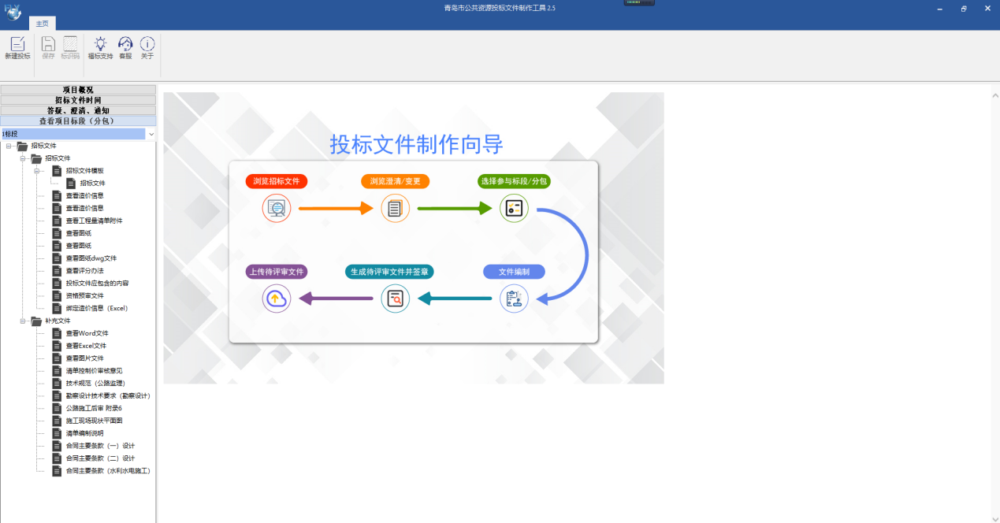 青岛市公共资源投标文件制作工具 2.5
主页
新建投标
保存
标识码
福标支持
客服
关于
项目概况
招标文件时间
答疑、澄清、通知
查看项目标段（分包）
1标段
招标文件
招标文件
招标文件模板
招标文件
查看造价信息
查看造价信息
查看工程量清单附件
查看图纸
查看图纸
查看图纸dwg文件
查看评分办法
投标文件应包含的内容
资格预审文件
绑定造价信息（Excel）
补充文件
查看Word文件
查看Excel文件
查看图片文件
清单控制价审核意见
技术规范（公路监理）
勘察设计技术要求（勘察设计）
公路施工后审 附录6
施工现场现状平面图
清单编制说明
合同主要条款（一）设计
合同主要条款（二）设计
合同主要条款（水利水电施工）
投标文件制作向导
浏览招标文件
浏览澄清/变更
选择参与标段/分包
上传待评审文件
生成待评审文件并签章
文件编制